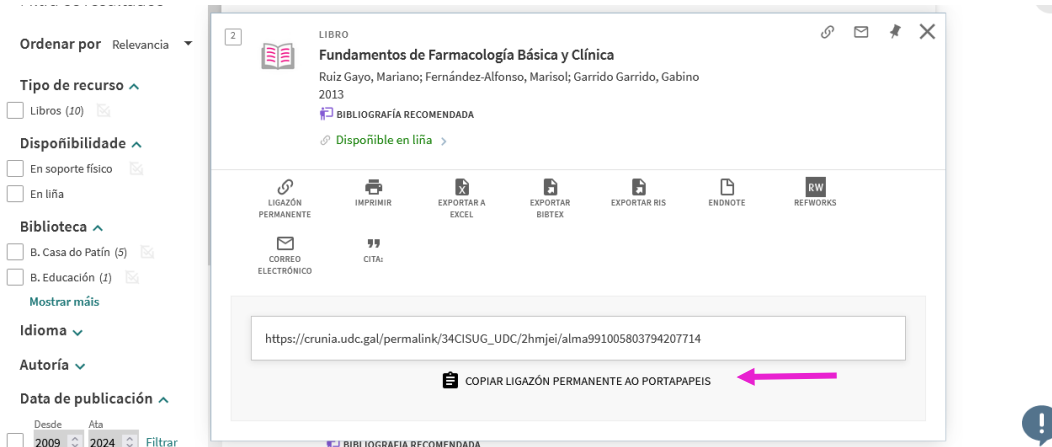 Ordenar por Relevancia
Tipo de recurso
Libros (10)
Dispoñibilidade
En soporte físico
En liña
Biblioteca
B. Casa do Patín (5)
B. Educación (1)
Mostrar máis
Idioma
Autoría
Data de publicación
Desde Ata
2009 2024 Filtrar
2
LIBRO
Fundamentos de Farmacología Básica y Clínica
Ruiz Gayo, Mariano; Fernández-Alfonso, Marisol; Garrido Garrido, Gabino
2013
BIBLIOGRAFÍA RECOMENDADA
Dispoñible en liña
LIGAZÓN
PERMANENTE
IMPRIMIR
EXPORTAR A
EXCEL
EXPORTAR
BIBTEX
EXPORTAR RIS
ENDNOTE
RW
REFWORKS
CORREO
ELECTRÓNICO
CITA:
https://crunia.udc.gal/permalink/34CISUG_UDC/2hmjei/alma991005803794207714
COPIAR LIGAZÓN PERMANENTE AO PORTAPAPEIS
BIBLIOGRAFÍA RECOMENDADA